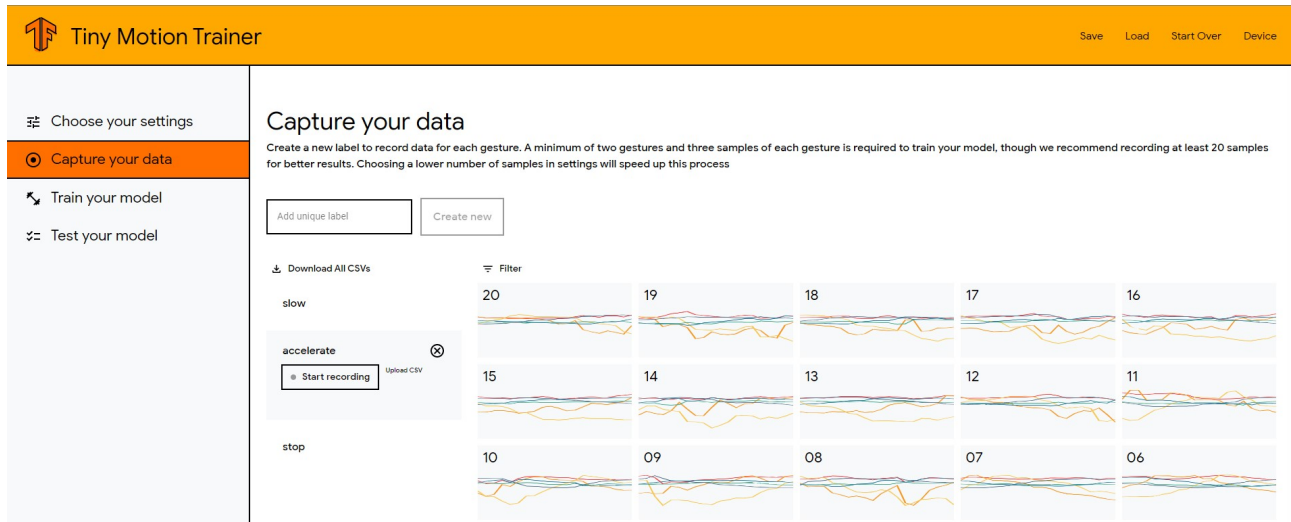 Tiny Motion Trainer
Save Load Start Over Device
Choose your settings
Capture your data
Train your model
Test your model
Capture your data
Create a new label to record data for each gesture. A minimum of two gestures and three samples of each gesture is required to train your model, though we recommend recording at least 20 samples
for better results. Choosing a lower number of samples in settings will speed up this process
Add unique label
Create new
Download All CSVs
Filter
slow
accelerate
Start recording
Upload CSV
stop
20 19 18 17 16
15 14 13 12 11
10 09 08 07 06